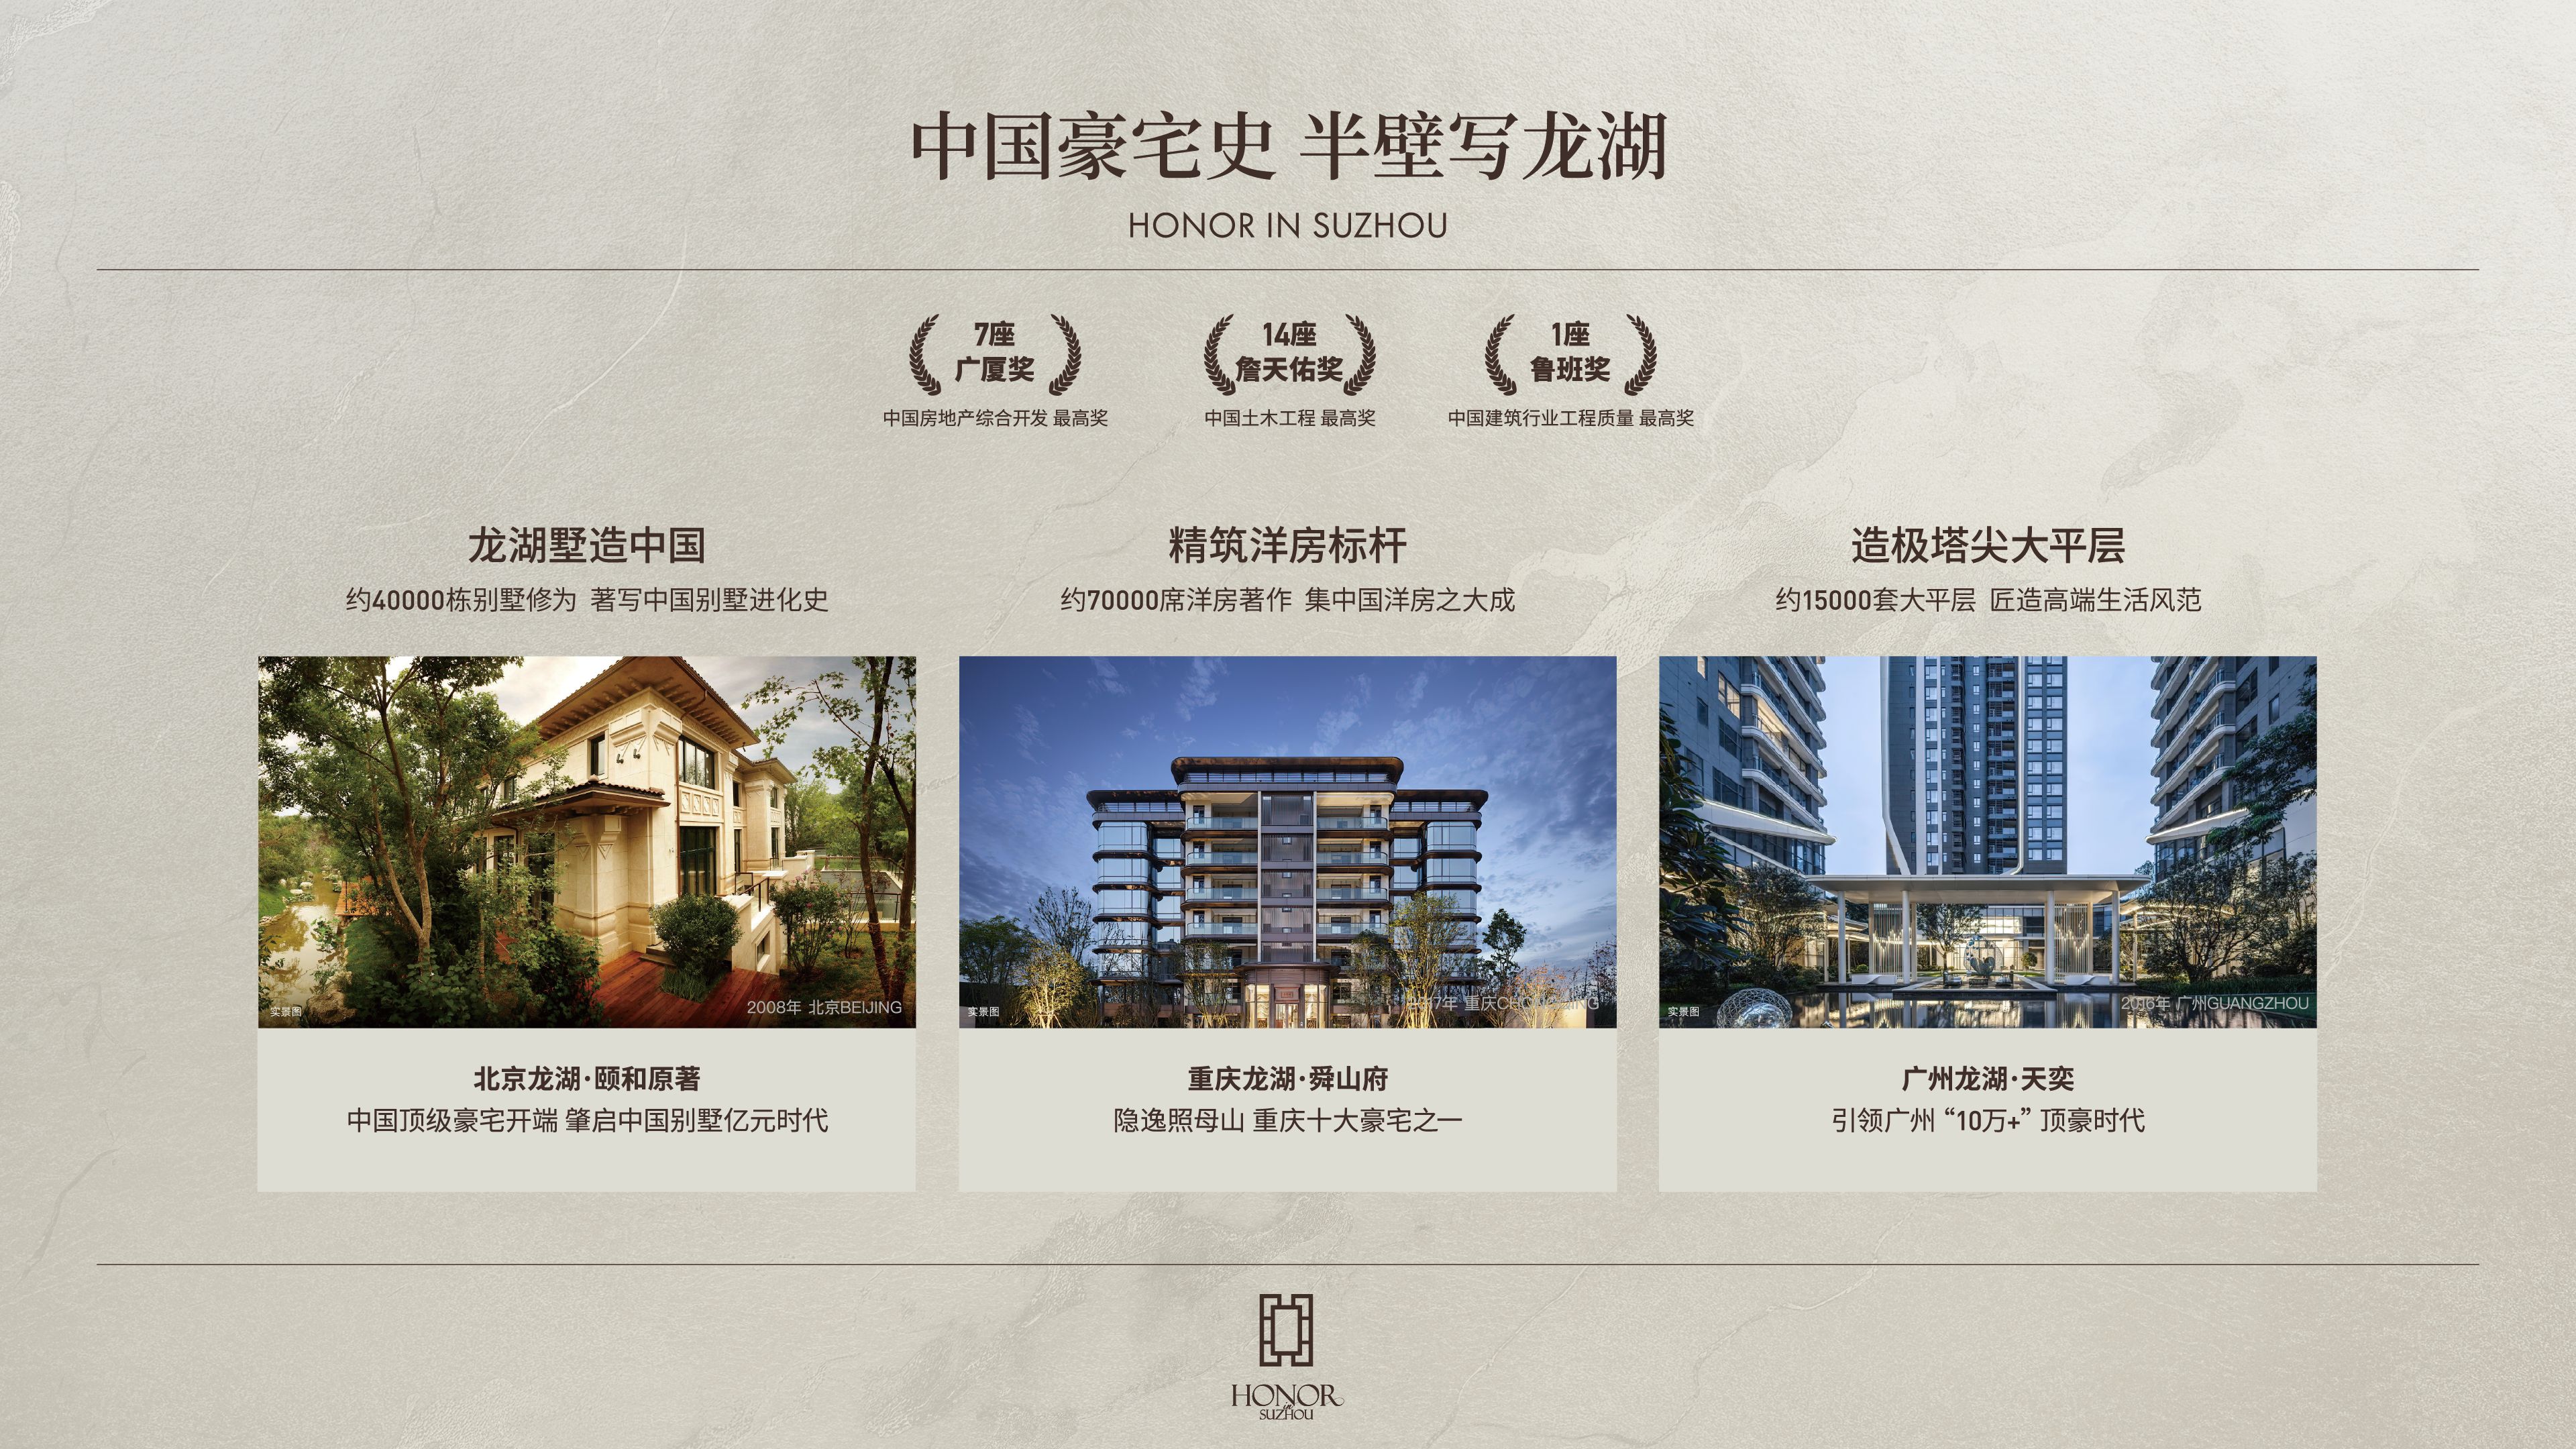 中国豪宅史 半壁写龙湖
HONOR IN SUZHOU
7座
广厦奖
中国房地产综合开发 最高奖
14座
詹天佑奖
中国土木工程 最高奖
1座
鲁班奖
中国建筑行业工程质量 最高奖
龙湖墅造中国
约40000栋别墅修为 著写中国别墅进化史
实景图
2008年 北京BEIJING
北京龙湖·颐和原著
中国顶级豪宅开端 肇启中国别墅亿元时代
精筑洋房标杆
约70000席洋房著作 集中国洋房之大成
实景图
2017年 重庆CHONGQING
重庆龙湖·舜山府
隐逸照母山 重庆十大豪宅之一
造极塔尖大平层
约15000套大平层 匠造高端生活风范
实景图
2016年 广州GUANGZHOU
广州龙湖·天奕
引领广州“10万+”顶豪时代
HONOR
in
SUZHOU